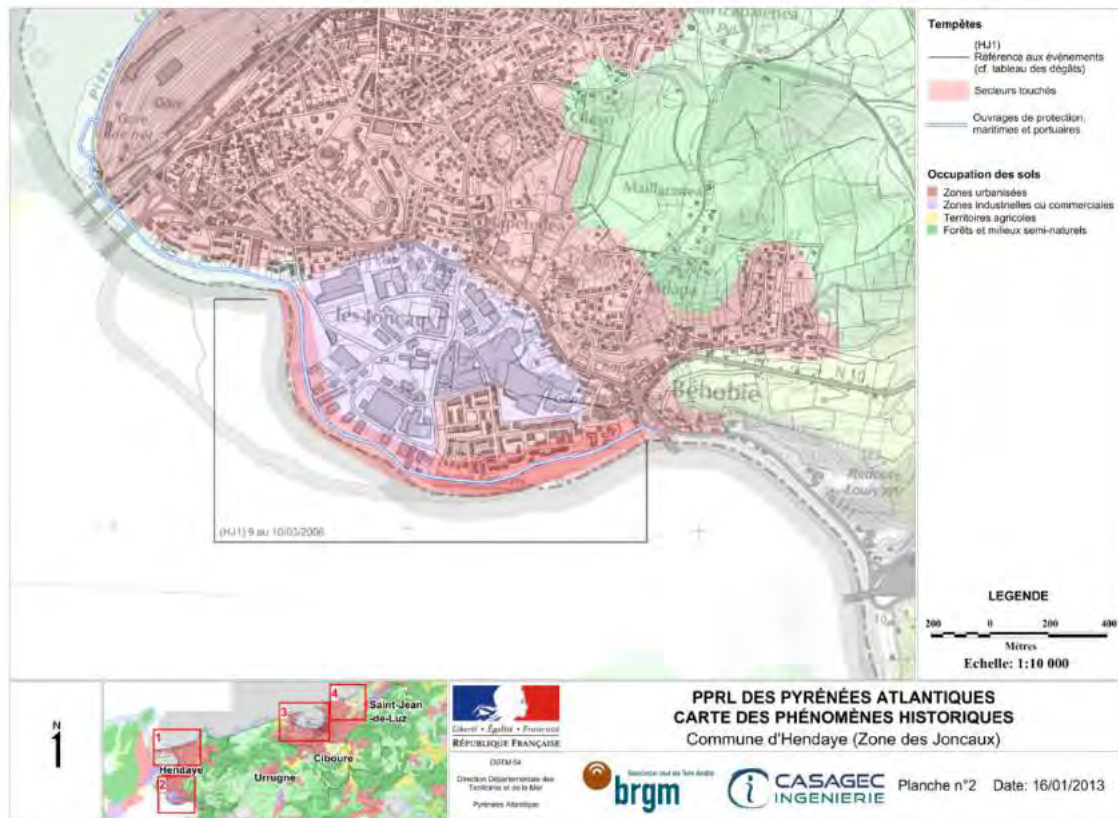 Gare
les Joncaux
Béhobie
N 10
(HJ1) 9 au 10/03/2006
Tempêtes
(HJ1)
Référence aux événements
(cf. tableau des dégâts)
Secteurs touchés
Ouvrages de protection,
maritimes et portuaires
Occupation des sols
Zones urbanisées
Zones industrielles ou commerciales
Territoires agricoles
Forêts et milieux semi-naturels
LEGENDE
200 0 200 400
Mètres
Echelle: 1:10 000
N
1
2
3
4
Hendaye
Urrugne
Ciboure
Saint-Jean
-de-Luz
Liberté • Égalité • Fraternité
RÉPUBLIQUE FRANÇAISE
DDTM 64
Direction Départementale des
Territoires et de la Mer
Pyrénées Atlantique
PPRL DES PYRÉNÉES ATLANTIQUES
CARTE DES PHÉNOMÈNES HISTORIQUES
Commune d'Hendaye (Zone des Joncaux)
brgm
CASAGEC
INGENIERIE
Planche n°2 Date: 16/01/2013